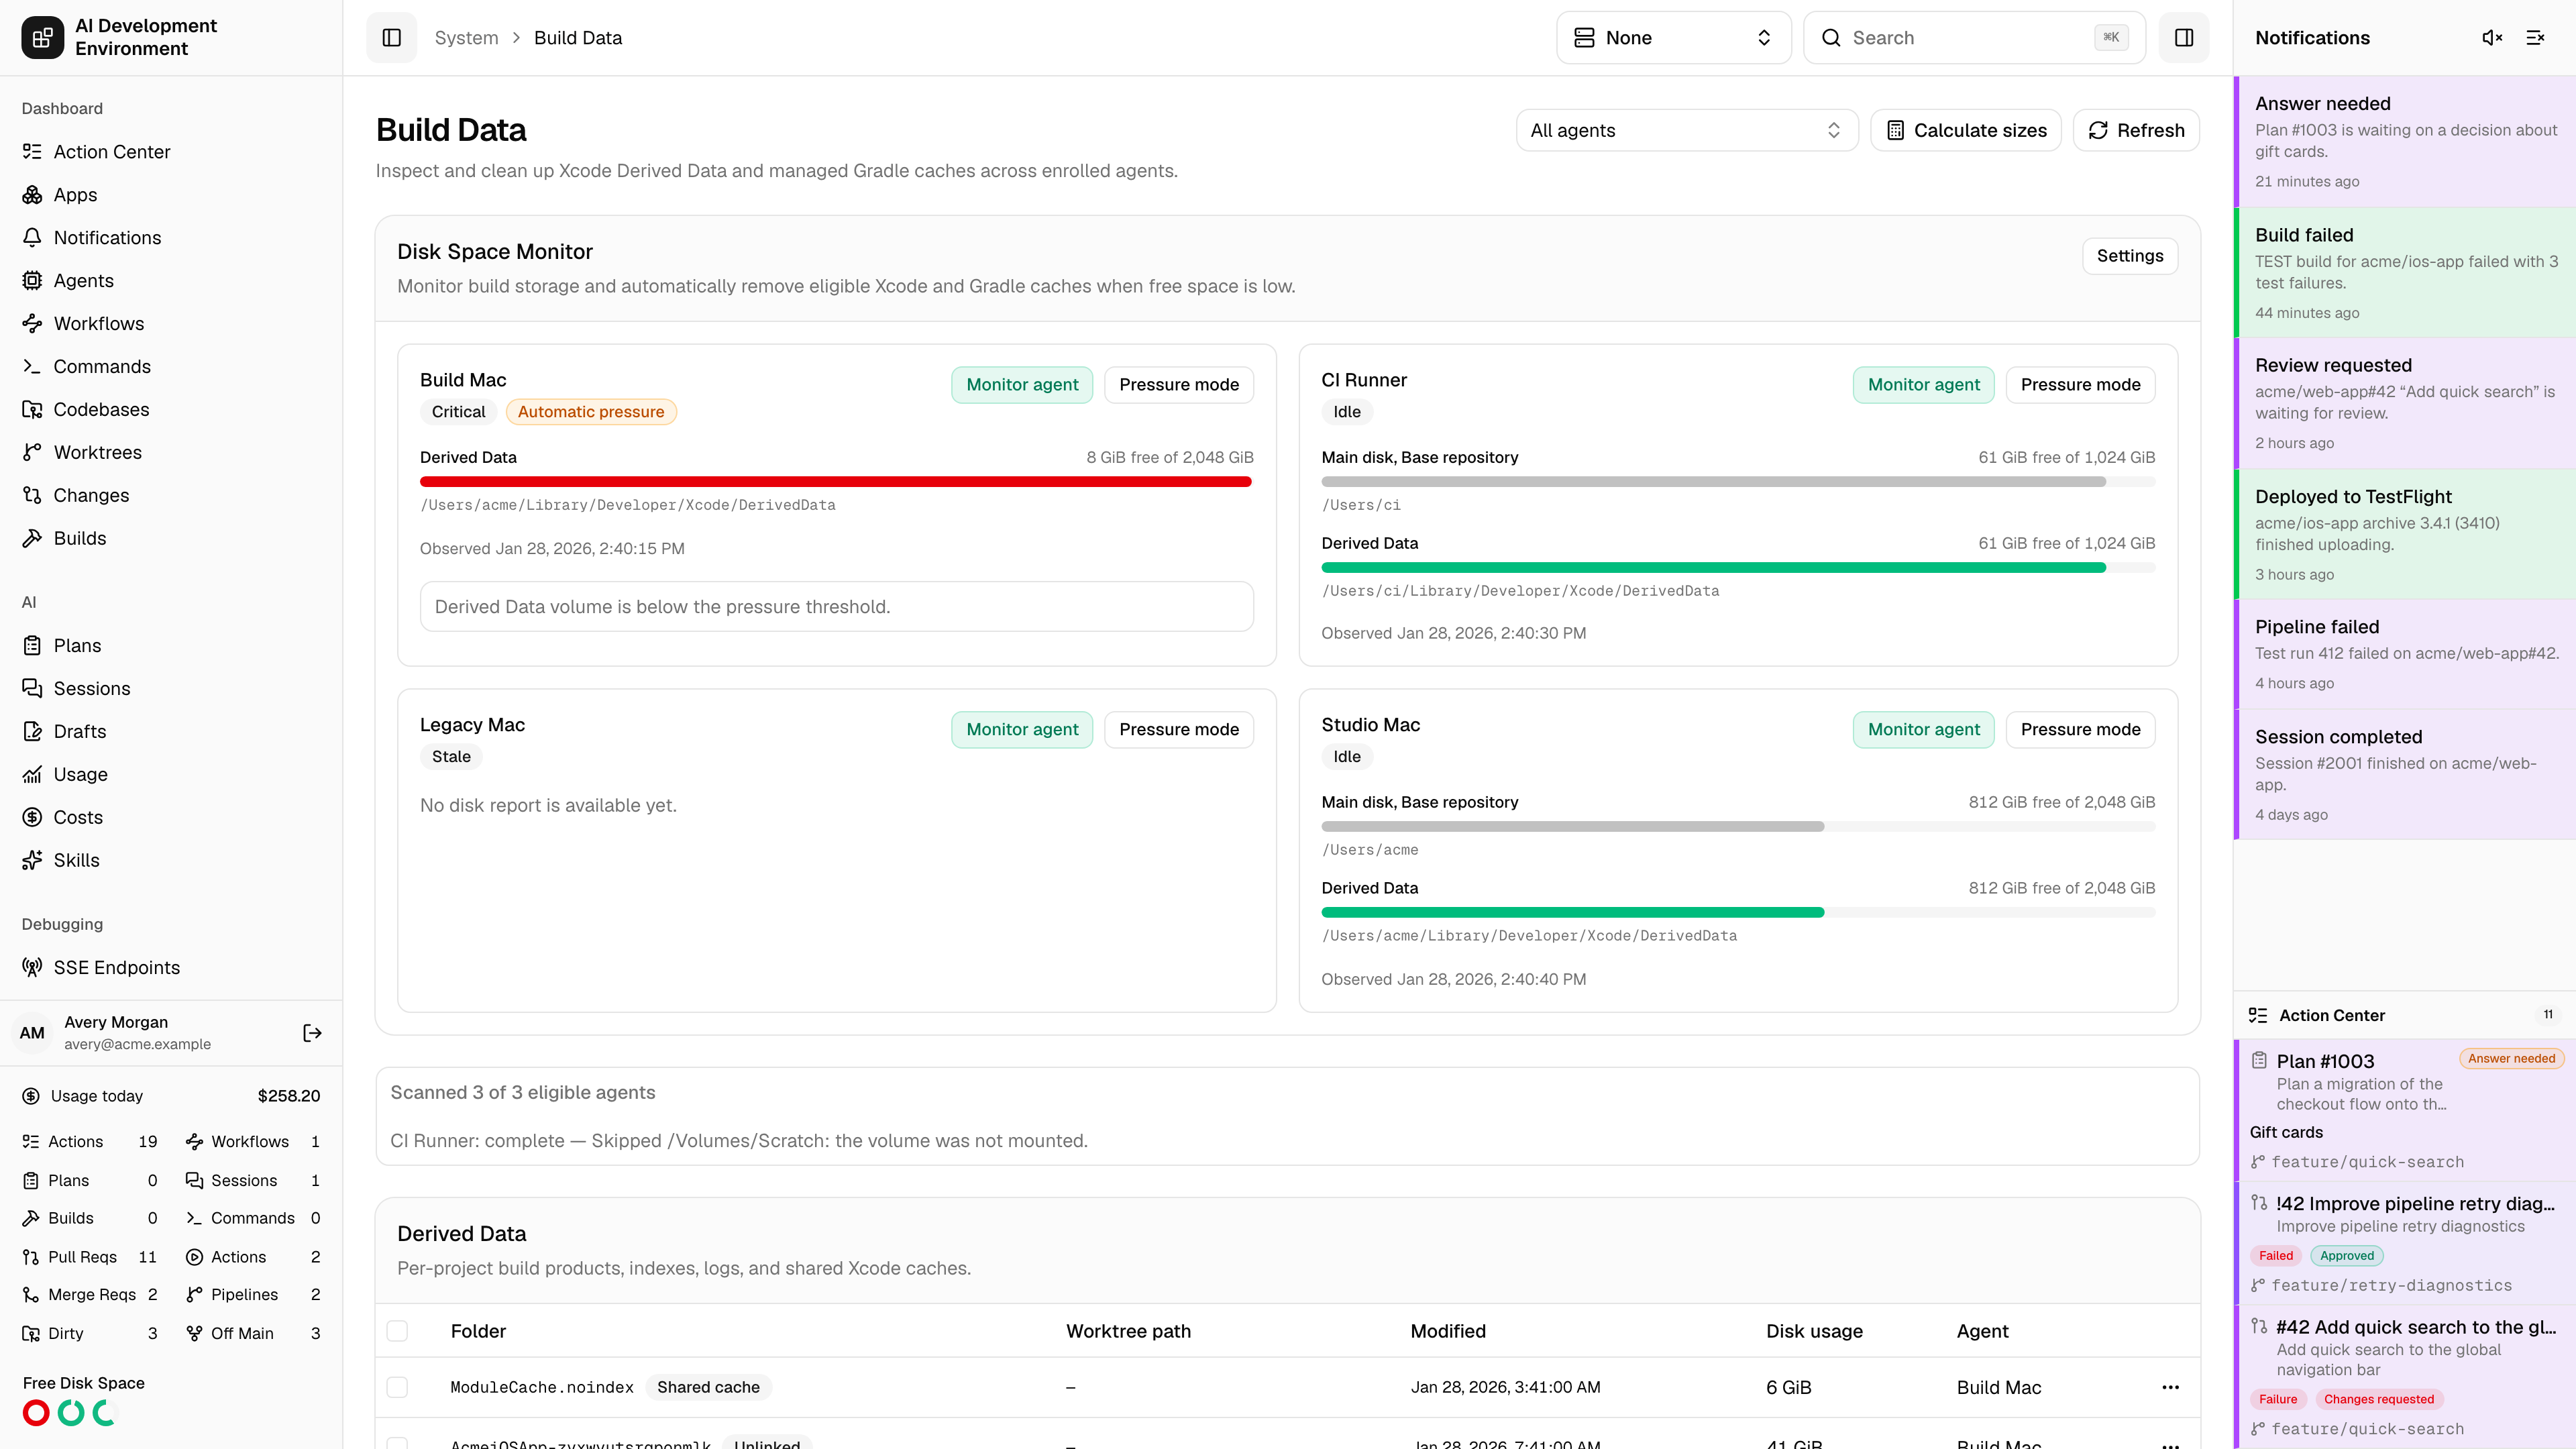 AI Development
Environment
Dashboard
Action Center
Apps
Notifications
Agents
Workflows
Commands
Codebases
Worktrees
Changes
Builds
AI
Plans
Sessions
Drafts
Usage
Costs
Skills
Debugging
SSE Endpoints
AM
Avery Morgan
avery@acme.example
Usage today $258.20
Actions 19 Workflows 1
Plans 0 Sessions 1
Builds 0 Commands 0
Pull Reqs 11 Actions 2
Merge Reqs 2 Pipelines 2
Dirty 3 Off Main 3
Free Disk Space
System > Build Data
None
Search ⌘K
Build Data
Inspect and clean up Xcode Derived Data and managed Gradle caches across enrolled agents.
All agents
Calculate sizes
Refresh
Disk Space Monitor
Monitor build storage and automatically remove eligible Xcode and Gradle caches when free space is low.
Settings
Build Mac
Critical Automatic pressure
Monitor agent Pressure mode
Derived Data 8 GiB free of 2,048 GiB
/Users/acme/Library/Developer/Xcode/DerivedData
Observed Jan 28, 2026, 2:40:15 PM
Derived Data volume is below the pressure threshold.
CI Runner
Idle
Monitor agent Pressure mode
Main disk, Base repository 61 GiB free of 1,024 GiB
/Users/ci
Derived Data 61 GiB free of 1,024 GiB
/Users/ci/Library/Developer/Xcode/DerivedData
Observed Jan 28, 2026, 2:40:30 PM
Legacy Mac
Stale
Monitor agent Pressure mode
No disk report is available yet.
Studio Mac
Idle
Monitor agent Pressure mode
Main disk, Base repository 812 GiB free of 2,048 GiB
/Users/acme
Derived Data 812 GiB free of 2,048 GiB
/Users/acme/Library/Developer/Xcode/DerivedData
Observed Jan 28, 2026, 2:40:40 PM
Scanned 3 of 3 eligible agents
CI Runner: complete — Skipped /Volumes/Scratch: the volume was not mounted.
Derived Data
Per-project build products, indexes, logs, and shared Xcode caches.
Folder Worktree path Modified Disk usage Agent
ModuleCache.noindex Shared cache – Jan 28, 2026, 3:41:00 AM 6 GiB Build Mac
AcmeiOSApp-zyxwvutsrqponmlk Unlinked – Jan 28, 2026, 7:41:00 AM 41 GiB Build Mac
Notifications
Answer needed
Plan #1003 is waiting on a decision about
gift cards.
21 minutes ago
Build failed
TEST build for acme/ios-app failed with 3
test failures.
44 minutes ago
Review requested
acme/web-app#42 “Add quick search” is
waiting for review.
2 hours ago
Deployed to TestFlight
acme/ios-app archive 3.4.1 (3410)
finished uploading.
3 hours ago
Pipeline failed
Test run 412 failed on acme/web-app#42.
4 hours ago
Session completed
Session #2001 finished on acme/web-
app.
4 days ago
Action Center 11
Plan #1003 Answer needed
Plan a migration of the
checkout flow onto th…
Gift cards
feature/quick-search
!42 Improve pipeline retry diag…
Improve pipeline retry diagnostics
Failed Approved
feature/retry-diagnostics
#42 Add quick search to the gl…
Add quick search to the global
navigation bar
Failure Changes requested
feature/quick-search